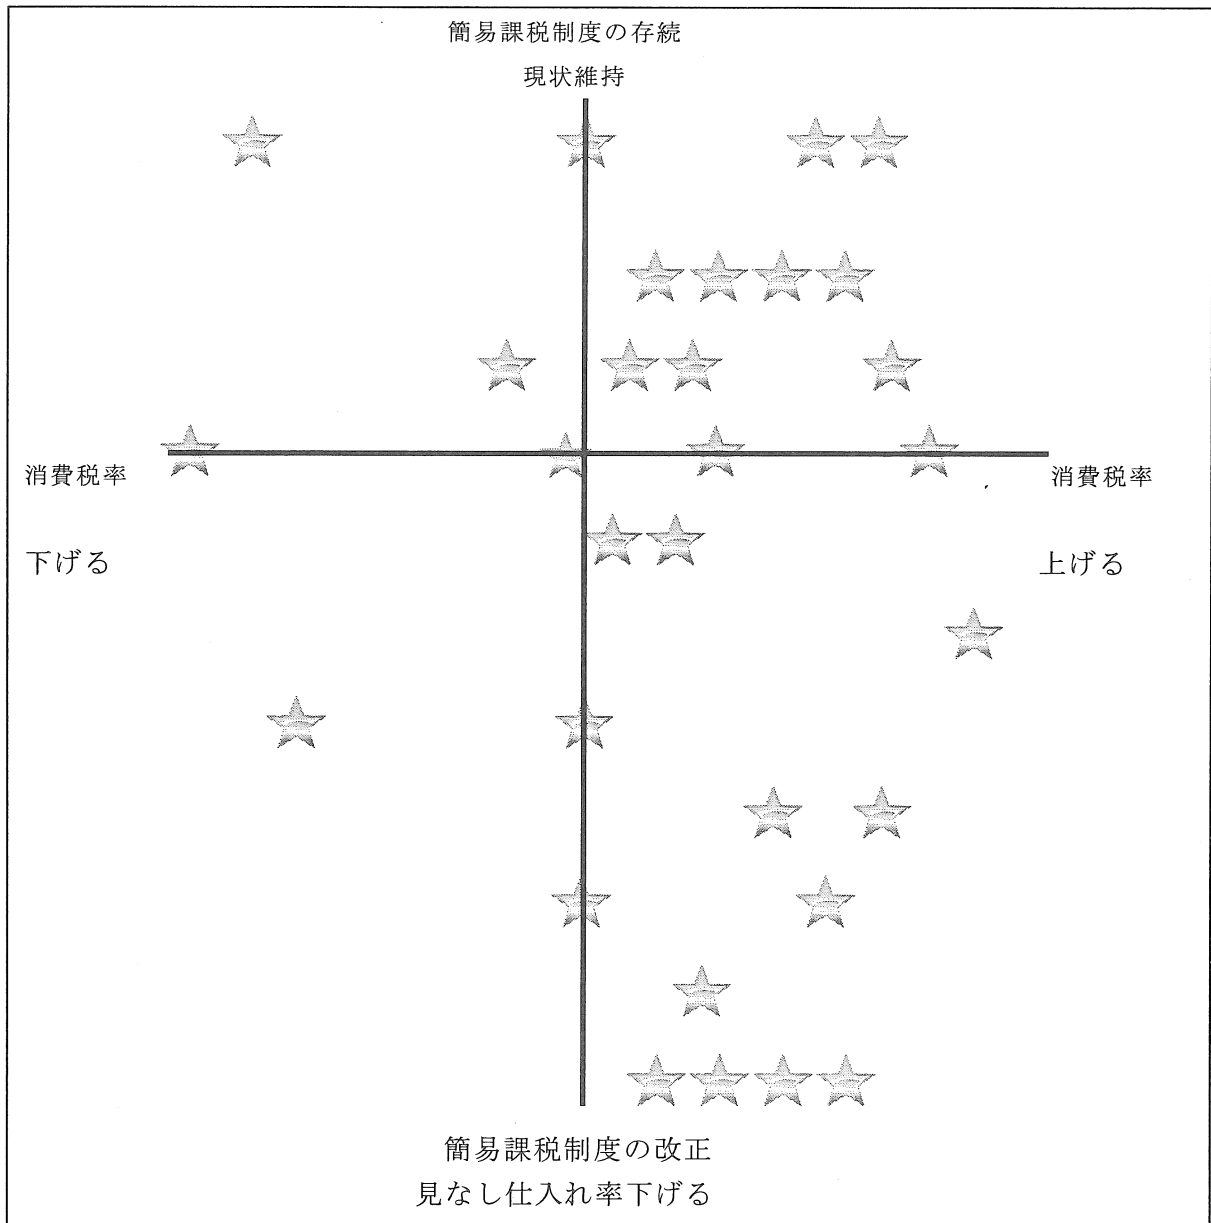 簡易課税制度の存続
現状維持
消費税率
下げる
消費税率
上げる
簡易課税制度の改正
見なし仕入れ率下げる